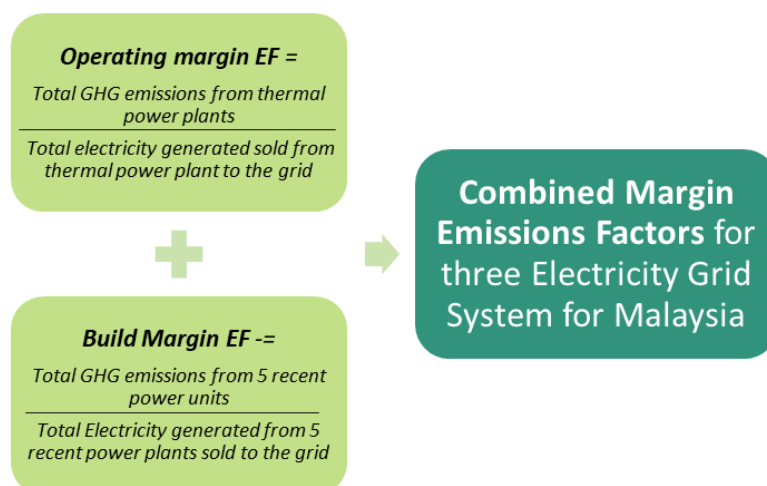 Operating margin EF =
Total GHG emissions from thermal
power plants
Total electricity generated sold from
thermal power plant to the grid
Build Margin EF -=
Total GHG emissions from 5 recent
power units
Total Electricity generated from 5
recent power plants sold to the grid
Combined Margin
Emissions Factors for
three Electricity Grid
System for Malaysia